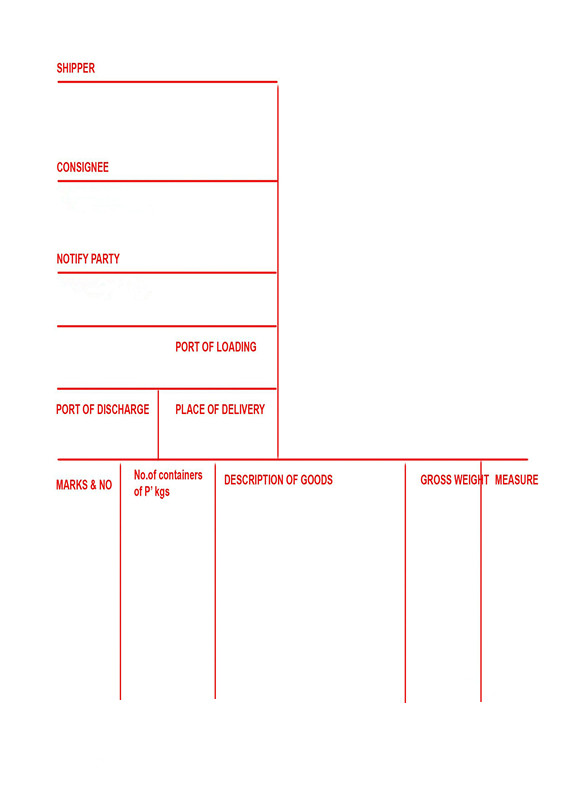 SHIPPER
CONSIGNEE
NOTIFY PARTY
PORT OF LOADING
PORT OF DISCHARGE
PLACE OF DELIVERY
MARKS & NO
No.of containers
of P' kgs
DESCRIPTION OF GOODS
GROSS WEIGHT
MEASURE